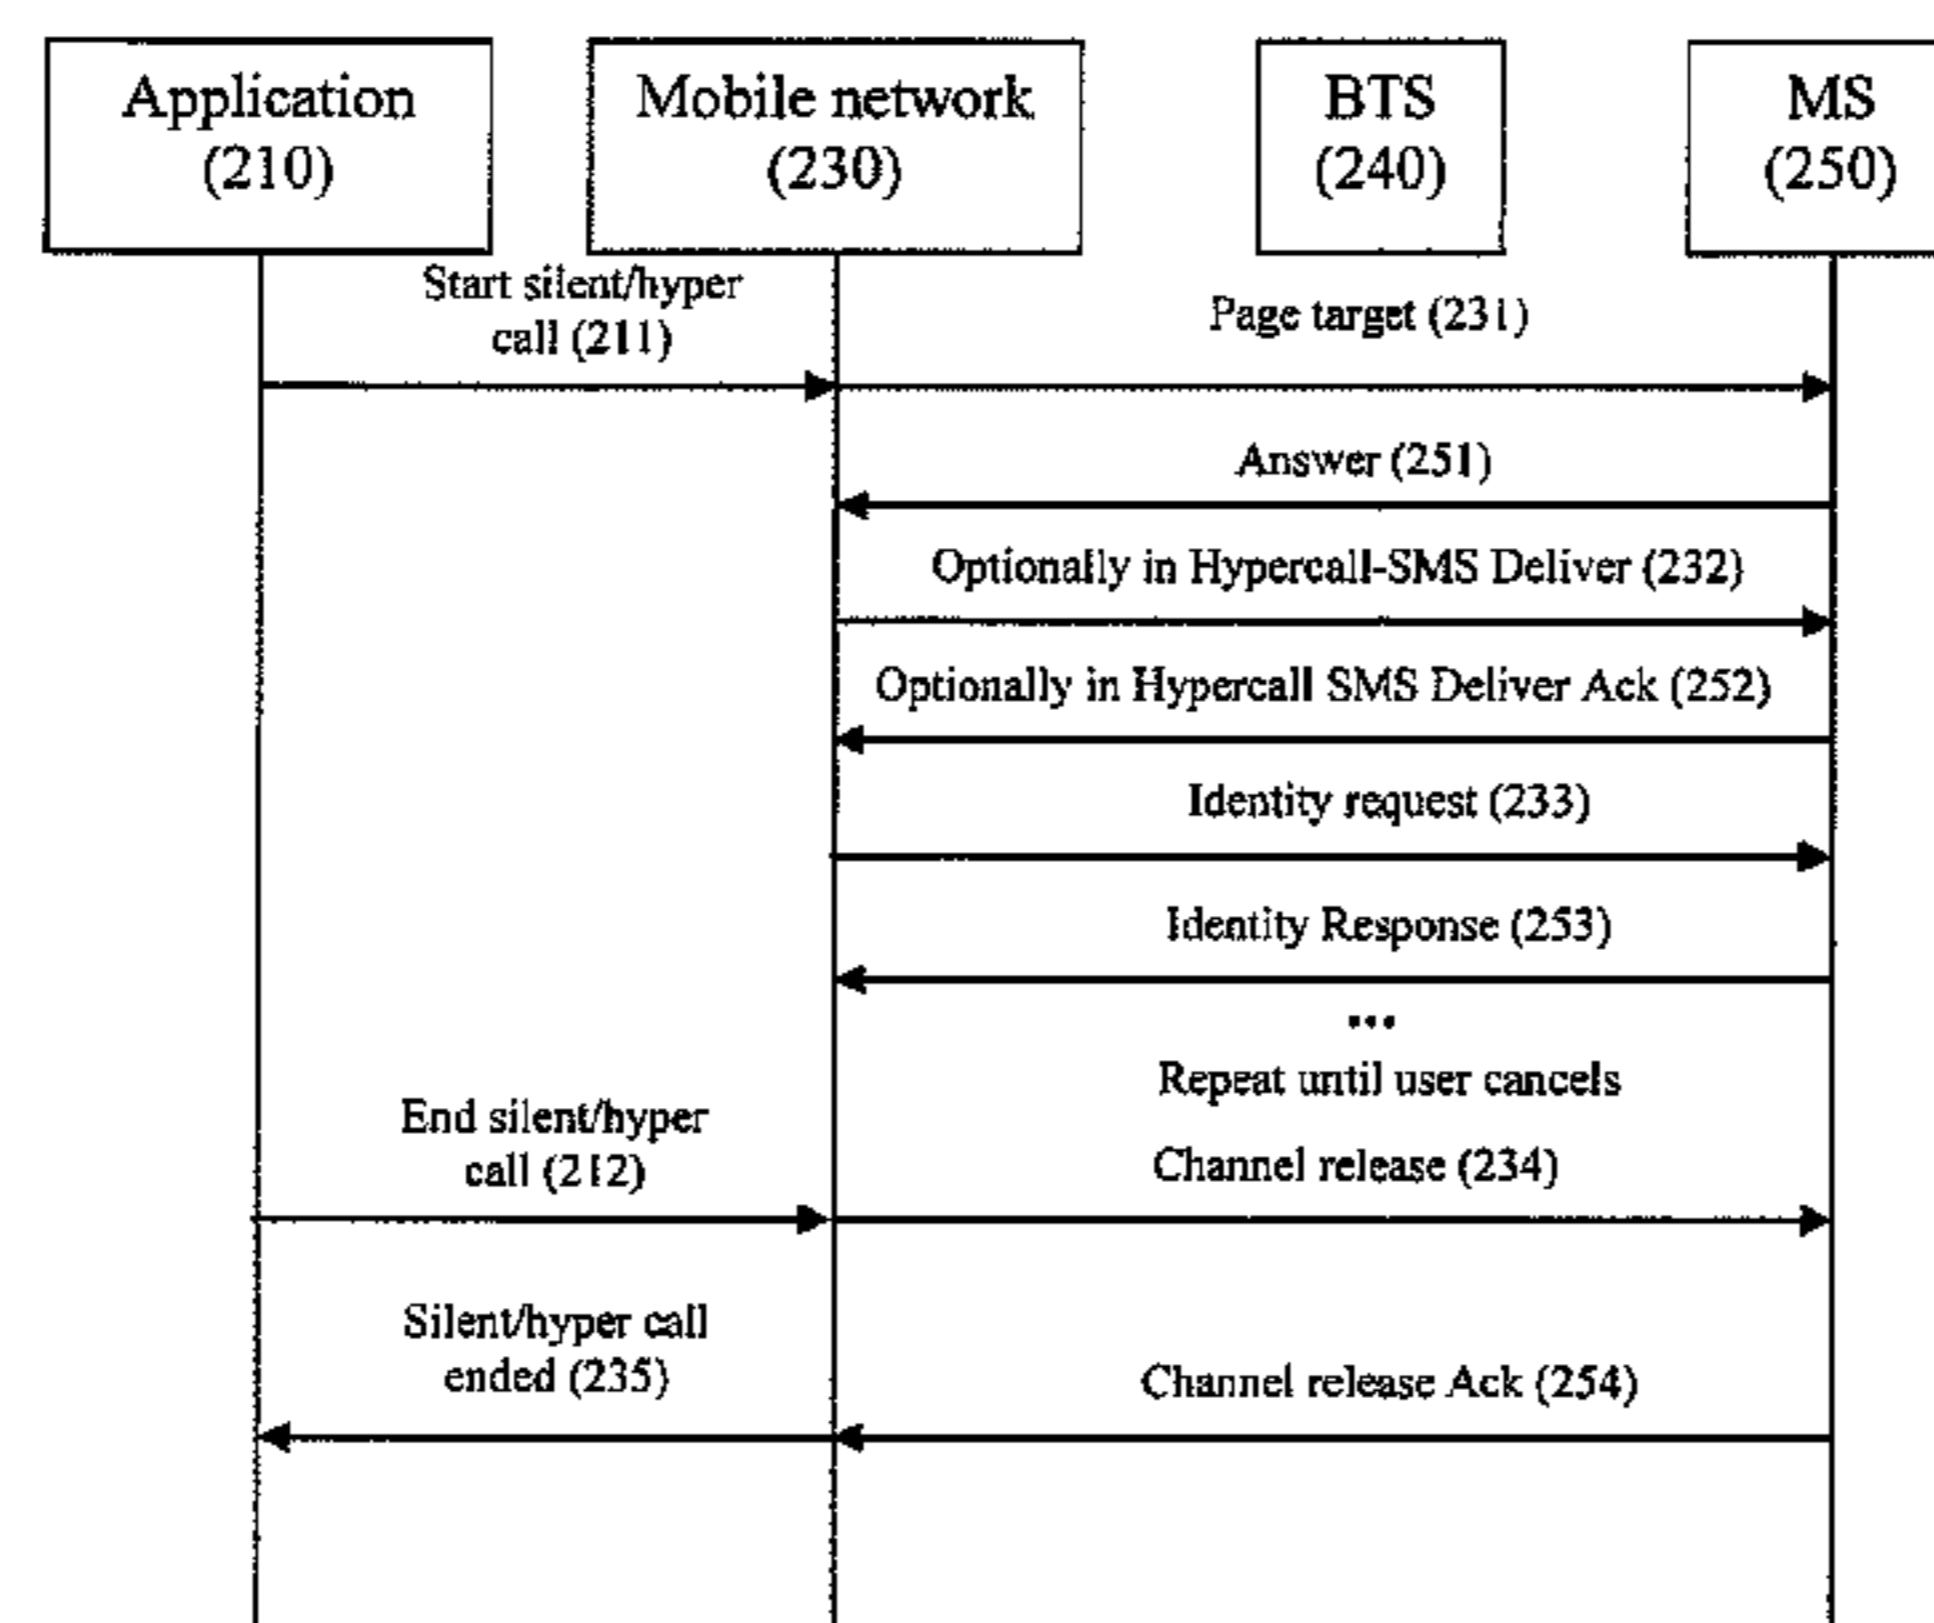 Application
(210)
Mobile network
(230)
BTS
(240)
MS
(250)
Start silent/hyper
call (211)
Page target (231)
Answer (251)
Optionally in Hypercall-SMS Deliver (232)
Optionally in Hypercall SMS Deliver Ack (252)
Identity request (233)
Identity Response (253)
...
Repeat until user cancels
End silent/hyper
call (212)
Channel release (234)
Silent/hyper call
ended (235)
Channel release Ack (254)